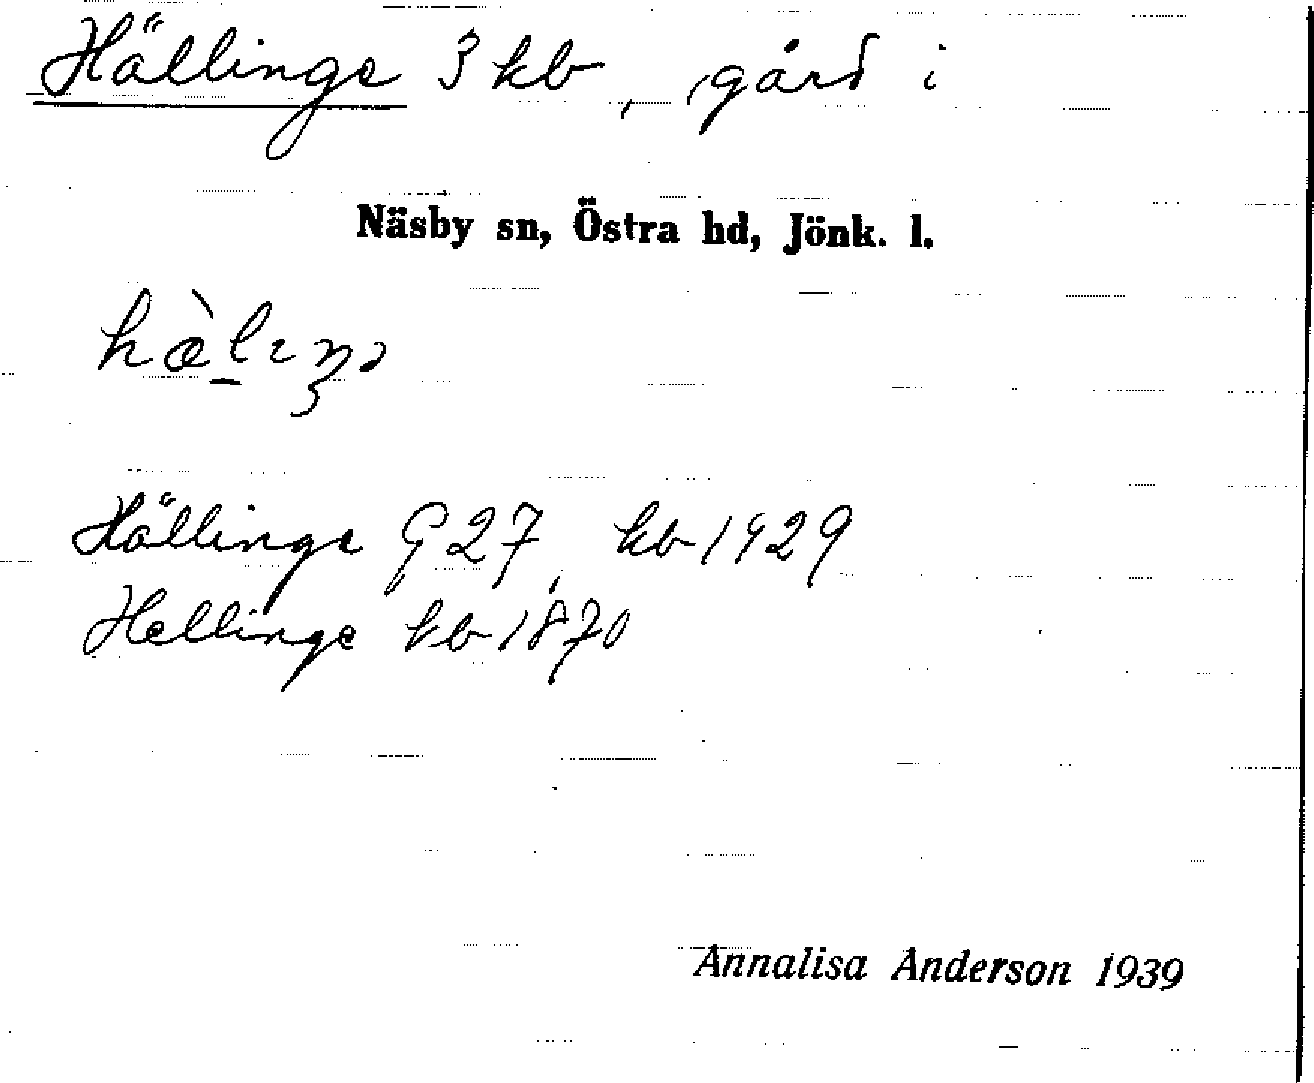 Hällinge 3 kb, gård i
Näsby sn, Östra hd, Jönk. l.
Hällinge G 27, kb 1929
Hellinge kb 1870
Annalisa Anderson 1939